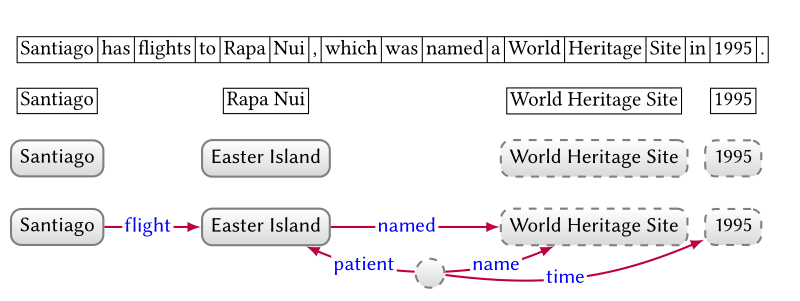 Santiago has flights to Rapa Nui , which was named a World Heritage Site in 1995 .
Santiago Rapa Nui World Heritage Site 1995
Santiago Easter Island World Heritage Site 1995
Santiago flight Easter Island named World Heritage Site 1995
patient name time